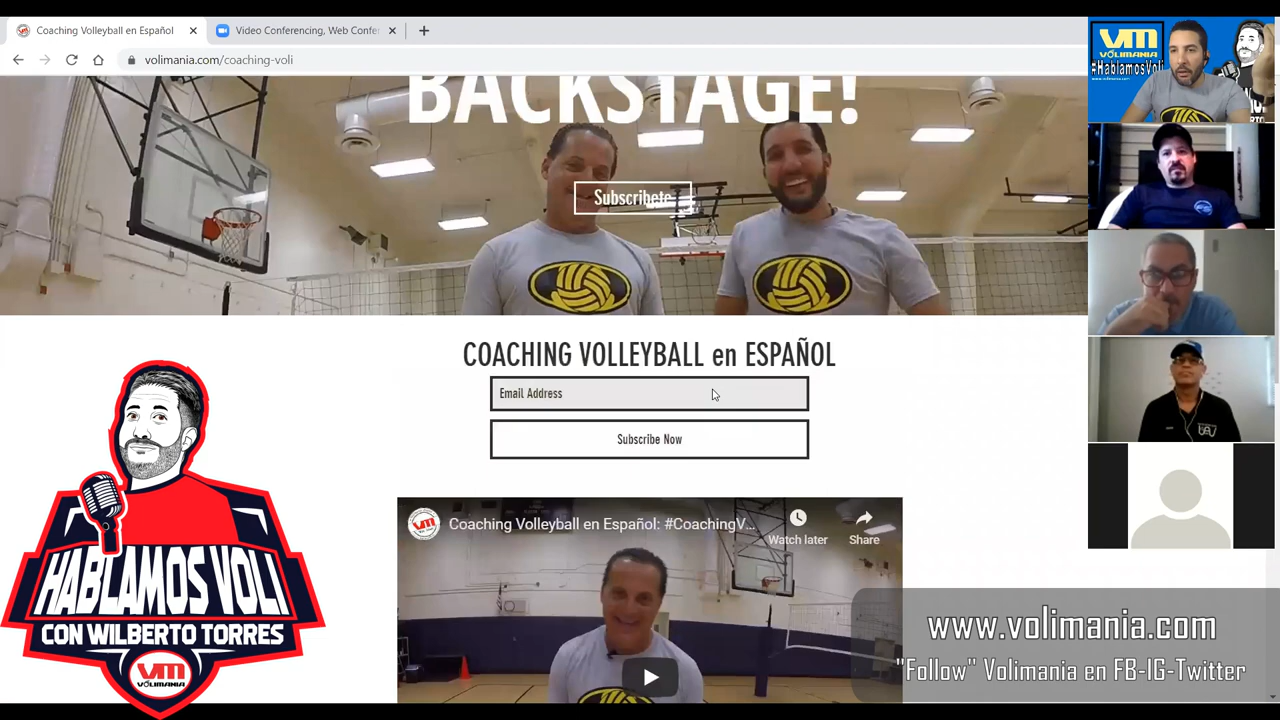 Coaching Volleyball en Español
Video Conferencing, Web Confe
volimania.com/coaching-voli
BACKSTAGE!
Subscribete
COACHING VOLLEYBALL en ESPAÑOL
Email Address
Subscribe Now
Coaching Volleyball en Español: #CoachingV...
Watch later
Share
HABLAMOS VOLI
CON WILBERTO TORRES
VM
VOLIMANIA
VM
VOLIMANIA
#HablamosVoli
www.volimania.com
"Follow" Volimania en FB-IG-Twitter